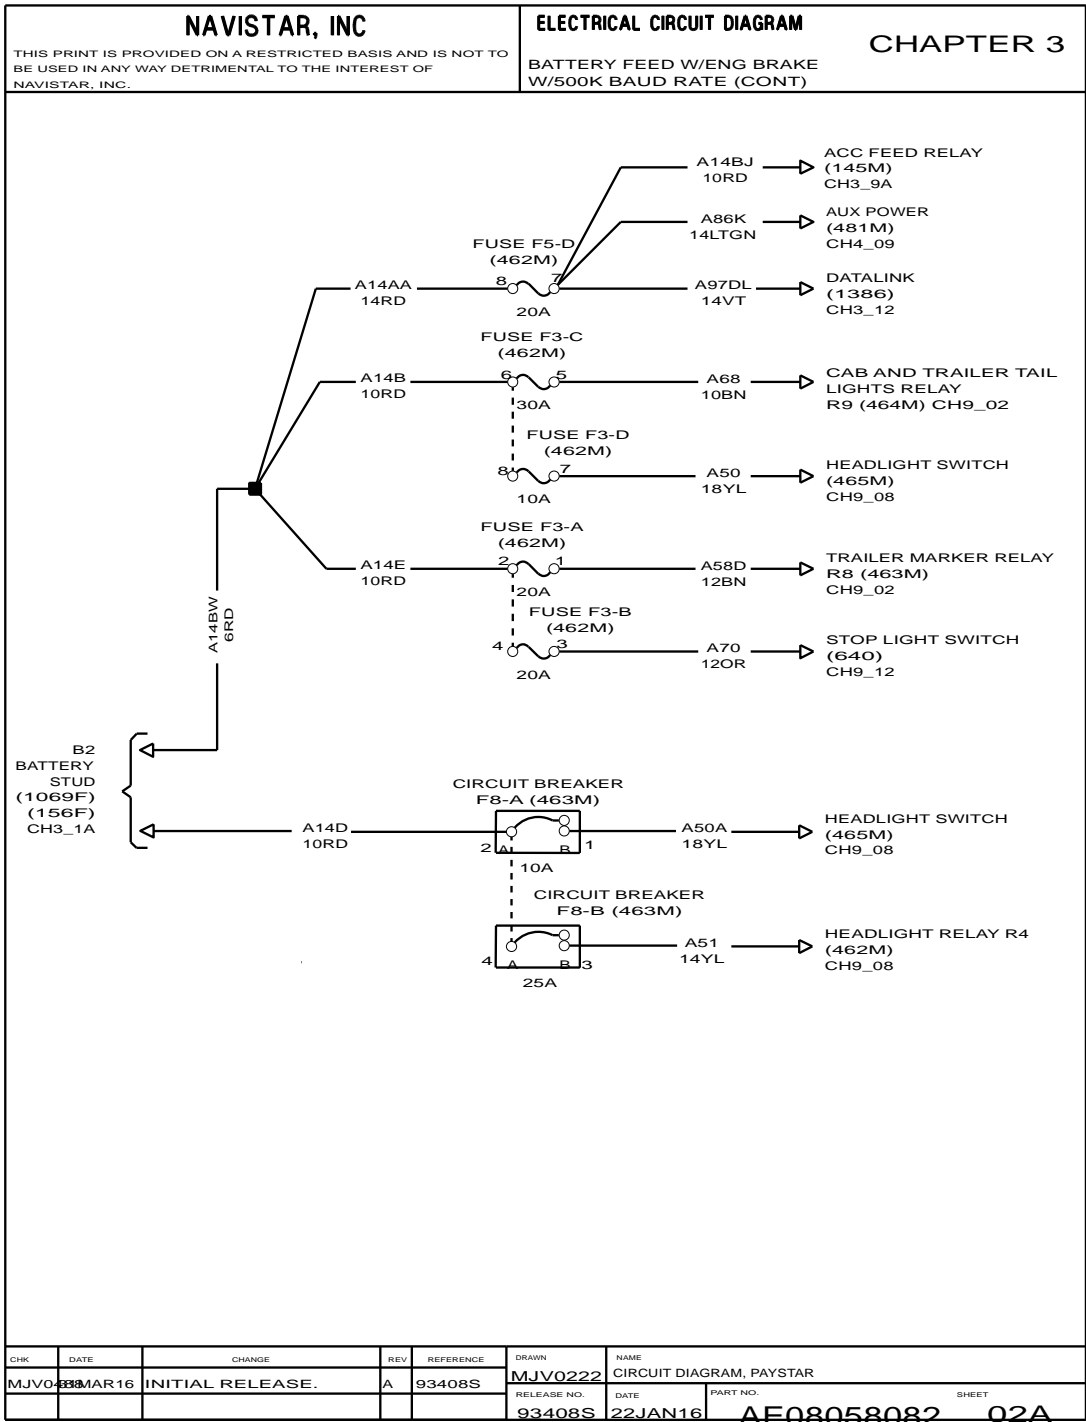 NAVISTAR, INC
THIS PRINT IS PROVIDED ON A RESTRICTED BASIS AND IS NOT TO
BE USED IN ANY WAY DETRIMENTAL TO THE INTEREST OF
NAVISTAR, INC.
ELECTRICAL CIRCUIT DIAGRAM
BATTERY FEED W/ENG BRAKE
W/500K BAUD RATE (CONT)
CHAPTER 3
A14BJ
10RD
ACC FEED RELAY
(145M)
CH3_9A
A86K
14LTGN
AUX POWER
(481M)
CH4_09
A14AA
14RD
FUSE F5-D
(462M)
8
7
20A
A97DL
14VT
DATALINK
(1386)
CH3_12
A14B
10RD
FUSE F3-C
(462M)
6
5
30A
A68
10BN
CAB AND TRAILER TAIL
LIGHTS RELAY
R9 (464M) CH9_02
FUSE F3-D
(462M)
8
7
10A
A50
18YL
HEADLIGHT SWITCH
(465M)
CH9_08
A14E
10RD
FUSE F3-A
(462M)
2
1
20A
A58D
12BN
TRAILER MARKER RELAY
R8 (463M)
CH9_02
FUSE F3-B
(462M)
4
3
20A
A70
12OR
STOP LIGHT SWITCH
(640)
CH9_12
A14BW
6RD
B2
BATTERY
STUD
(1069F)
(156F)
CH3_1A
A14D
10RD
CIRCUIT BREAKER
F8-A (463M)
2
A
B
1
10A
A50A
18YL
HEADLIGHT SWITCH
(465M)
CH9_08
CIRCUIT BREAKER
F8-B (463M)
4
A
B
3
25A
A51
14YL
HEADLIGHT RELAY R4
(462M)
CH9_08
CHK DATE CHANGE REV REFERENCE
INITIAL RELEASE. A 93408S
DRAWN
MJV0222
NAME
CIRCUIT DIAGRAM, PAYSTAR
RELEASE NO.
93408S
DATE
22JAN16
PART NO.
AF08058082
SHEET
02A